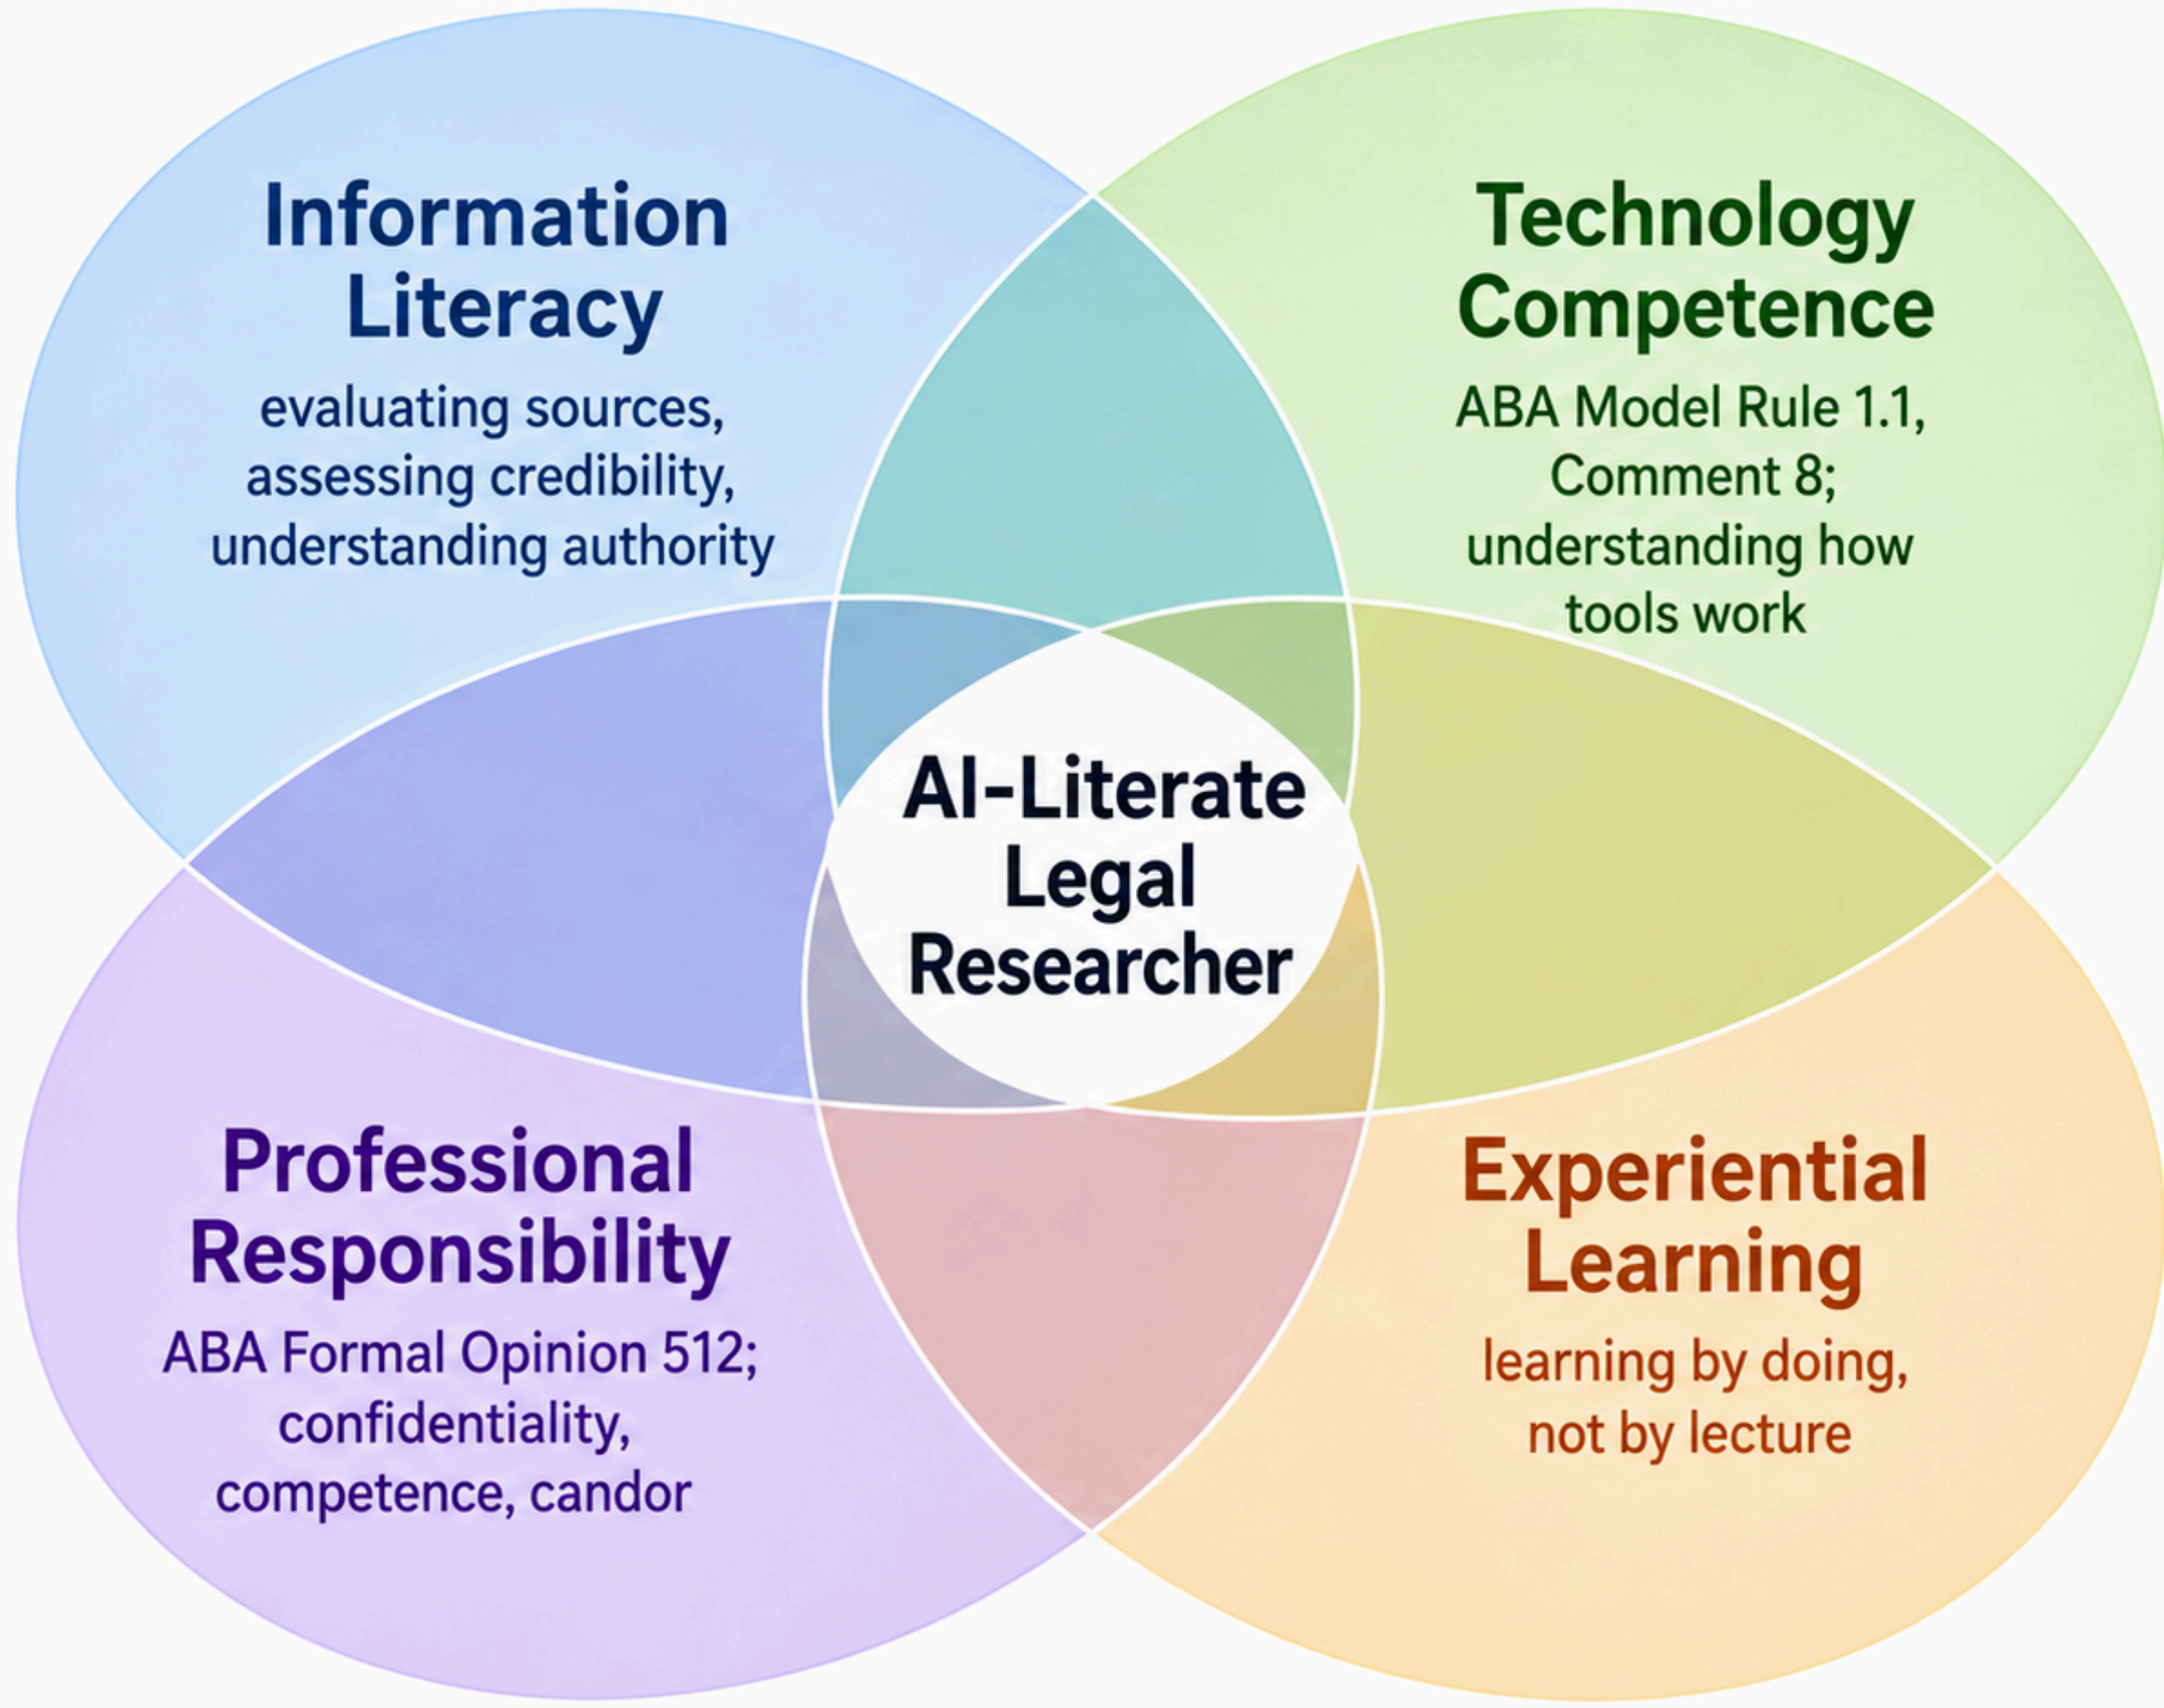 Information
Literacy
evaluating sources,
assessing credibility,
understanding authority
Technology
Competence
ABA Model Rule 1.1,
Comment 8;
understanding how
tools work
AI-Literate
Legal
Researcher
Professional
Responsibility
ABA Formal Opinion 512;
confidentiality,
competence, candor
Experiential
Learning
learning by doing,
not by lecture